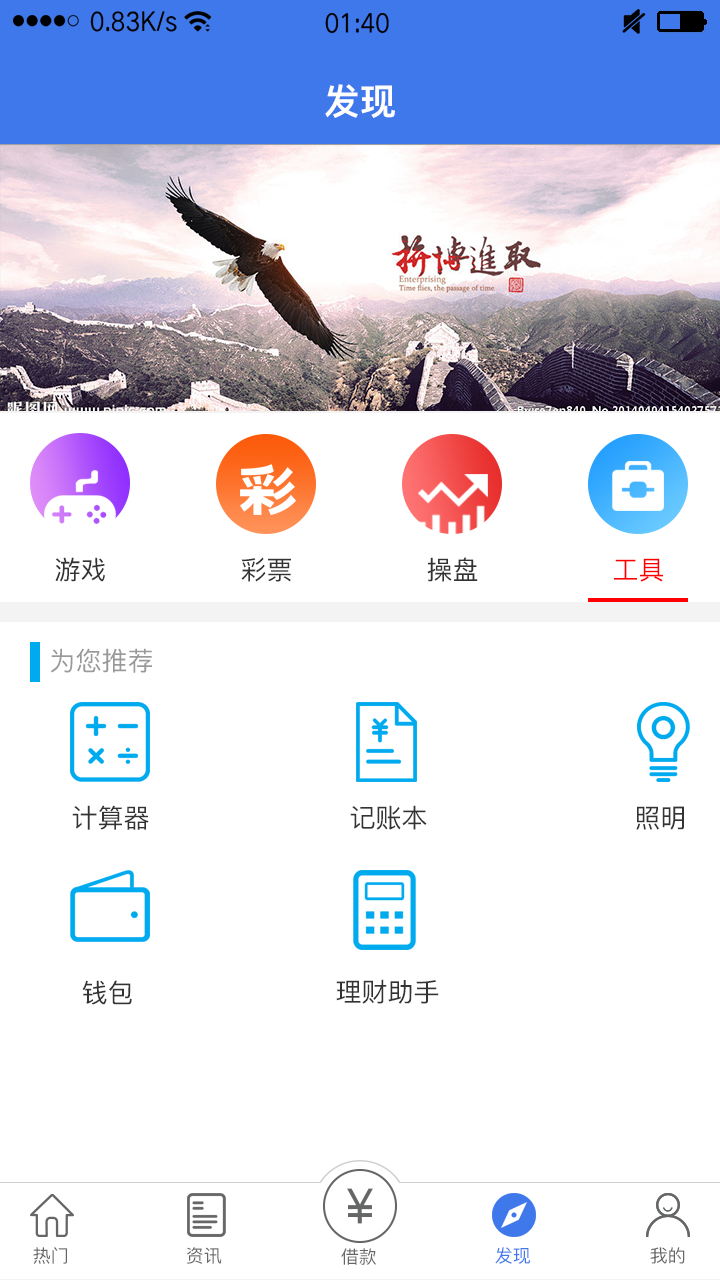 0.83K/s
01:40
发现
拚搏進取
Enterprising
Time flies, the passage of time
昵图网 www.nipic.com
彩
游戏
彩票
操盘
工具
为您推荐
计算器
记账本
照明
钱包
理财助手
热门
资讯
¥
借款
发现
我的